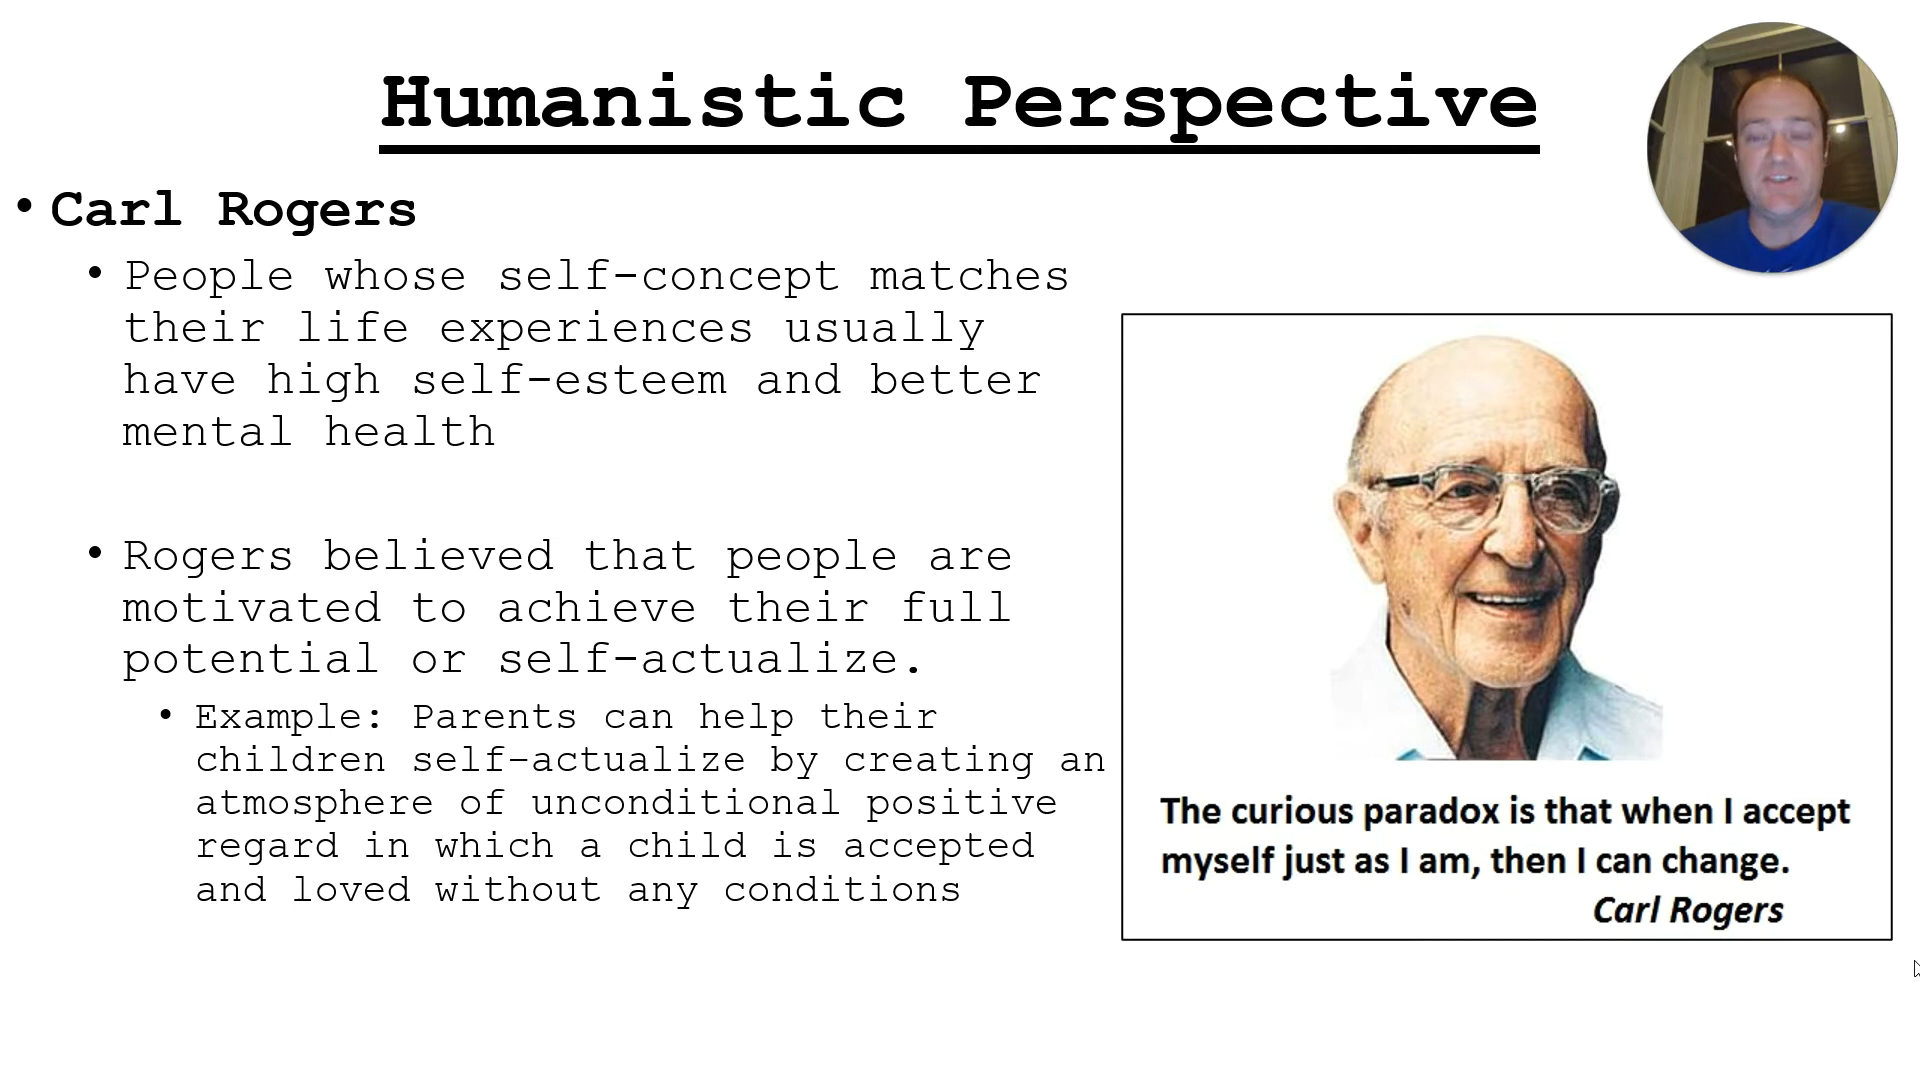 Humanistic Perspective
• Carl Rogers
• People whose self-concept matches
their life experiences usually
have high self-esteem and better
mental health
• Rogers believed that people are
motivated to achieve their full
potential or self-actualize.
• Example: Parents can help their
children self-actualize by creating an
atmosphere of unconditional positive
regard in which a child is accepted
and loved without any conditions
The curious paradox is that when I accept
myself just as I am, then I can change.
Carl Rogers